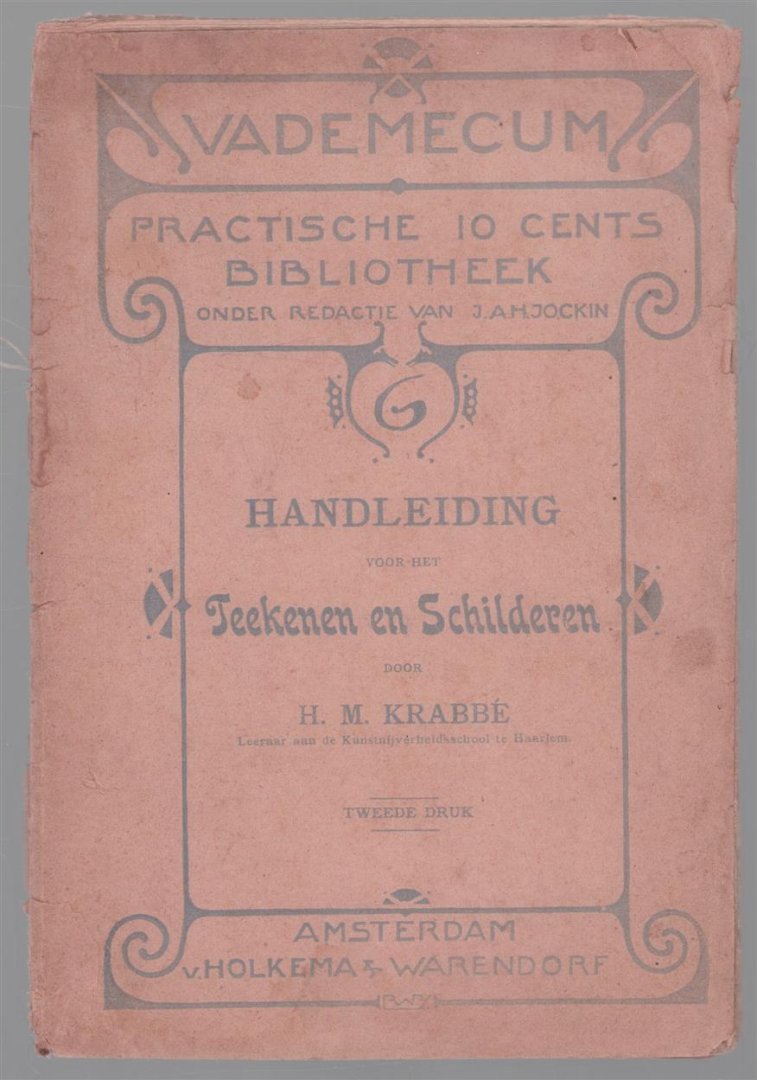 VADEMECUM
PRACTISCHE 10 CENTS
BIBLIOTHEEK
ONDER REDACTIE VAN J.A.H.JOCKIN
6
HANDLEIDING
VOOR HET
Teekenen en Schilderen
DOOR
H. M. KRABBÉ
Leeraar aan de Kunstnijverheidsschool te Haarlem.
TWEEDE DRUK
AMSTERDAM
v. HOLKEMA & WARENDORF